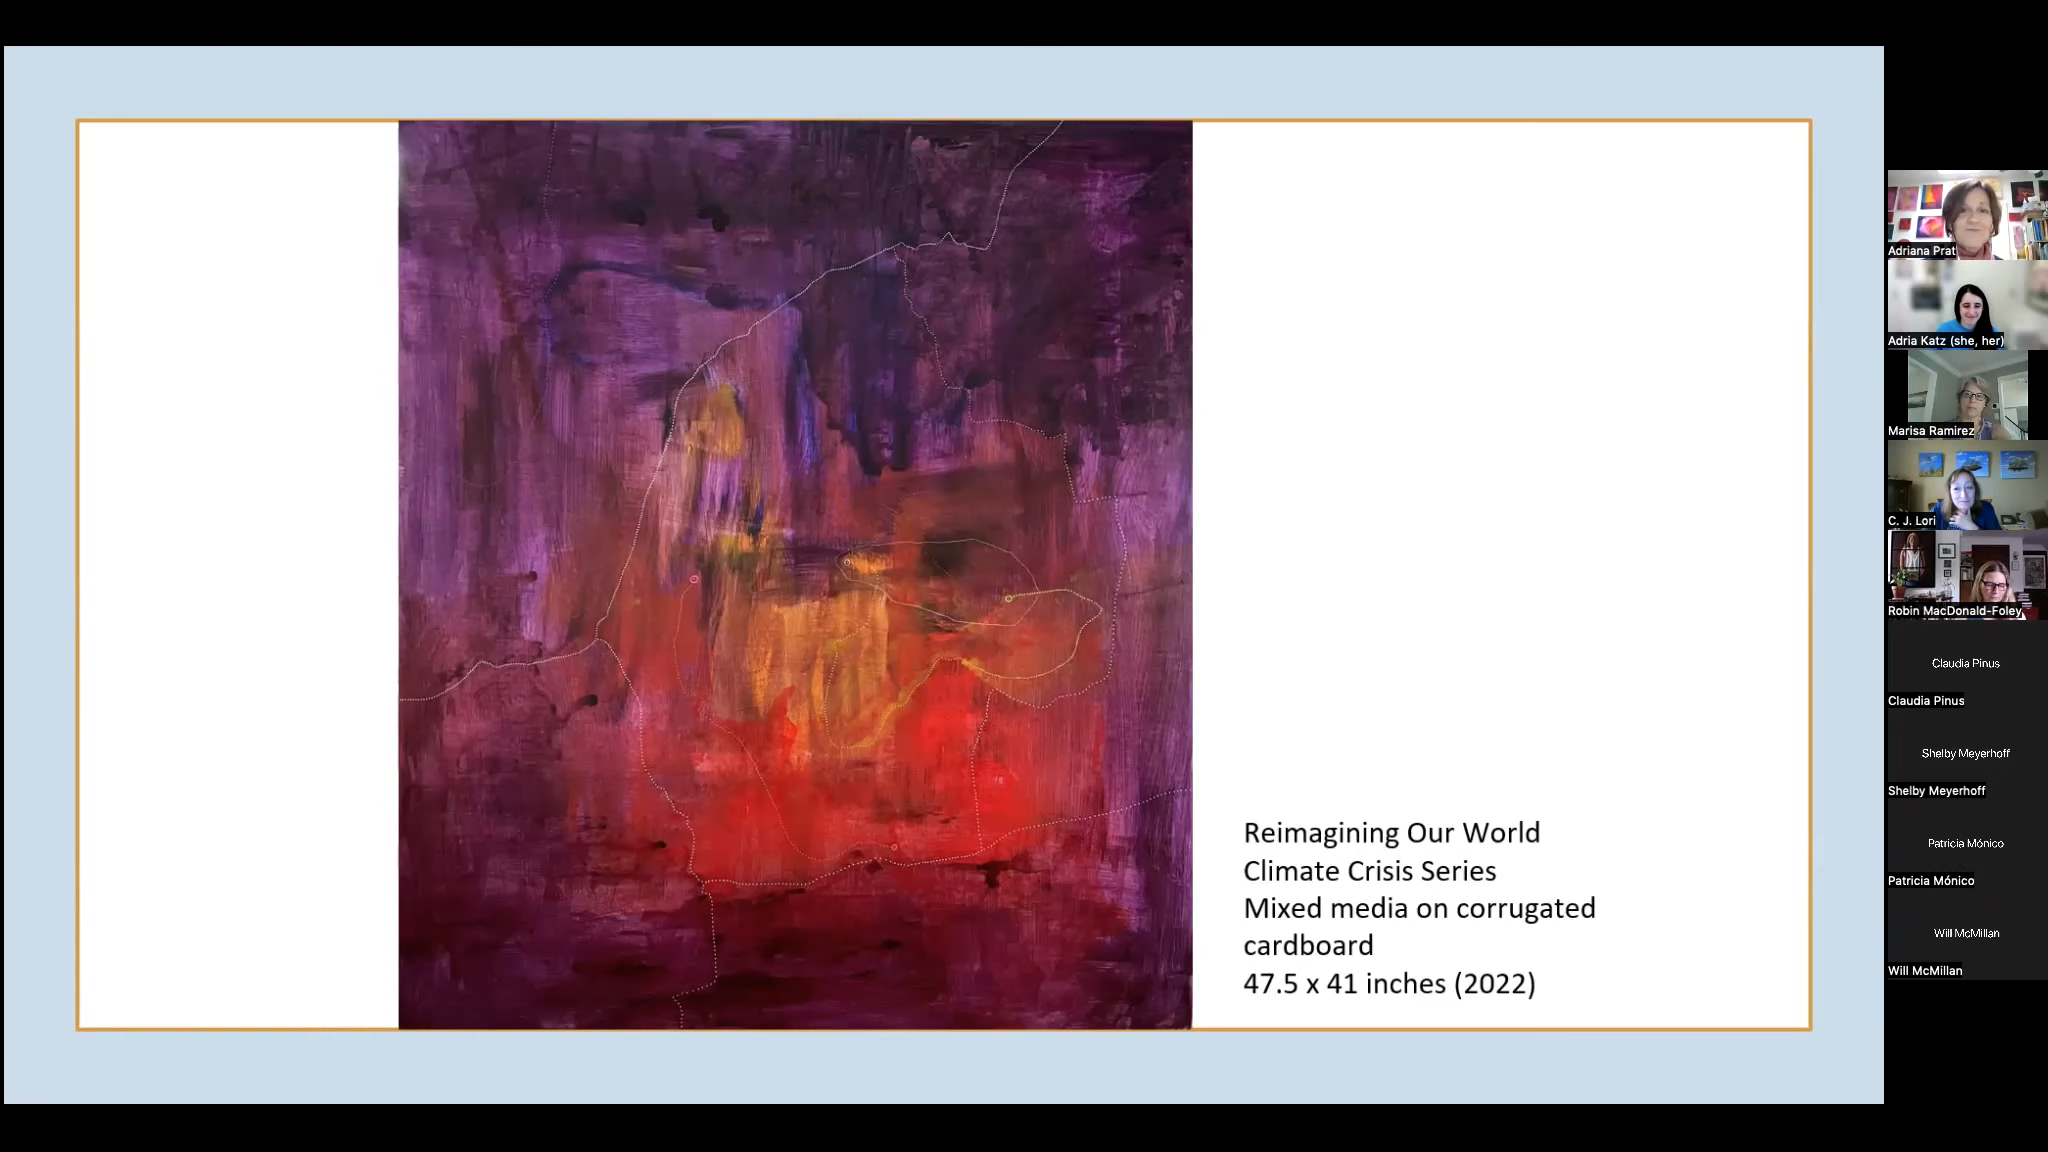 Reimagining Our World
Climate Crisis Series
Mixed media on corrugated
cardboard
47.5 x 41 inches (2022)
Adriana Prat
Adria Katz (she, her)
Marisa Ramirez
C. J. Lori
Robin MacDonald-Foley
Claudia Pinus
Claudia Pinus
Shelby Meyerhoff
Shelby Meyerhoff
Patricia Mónico
Patricia Mónico
Will McMillan
Will McMillan